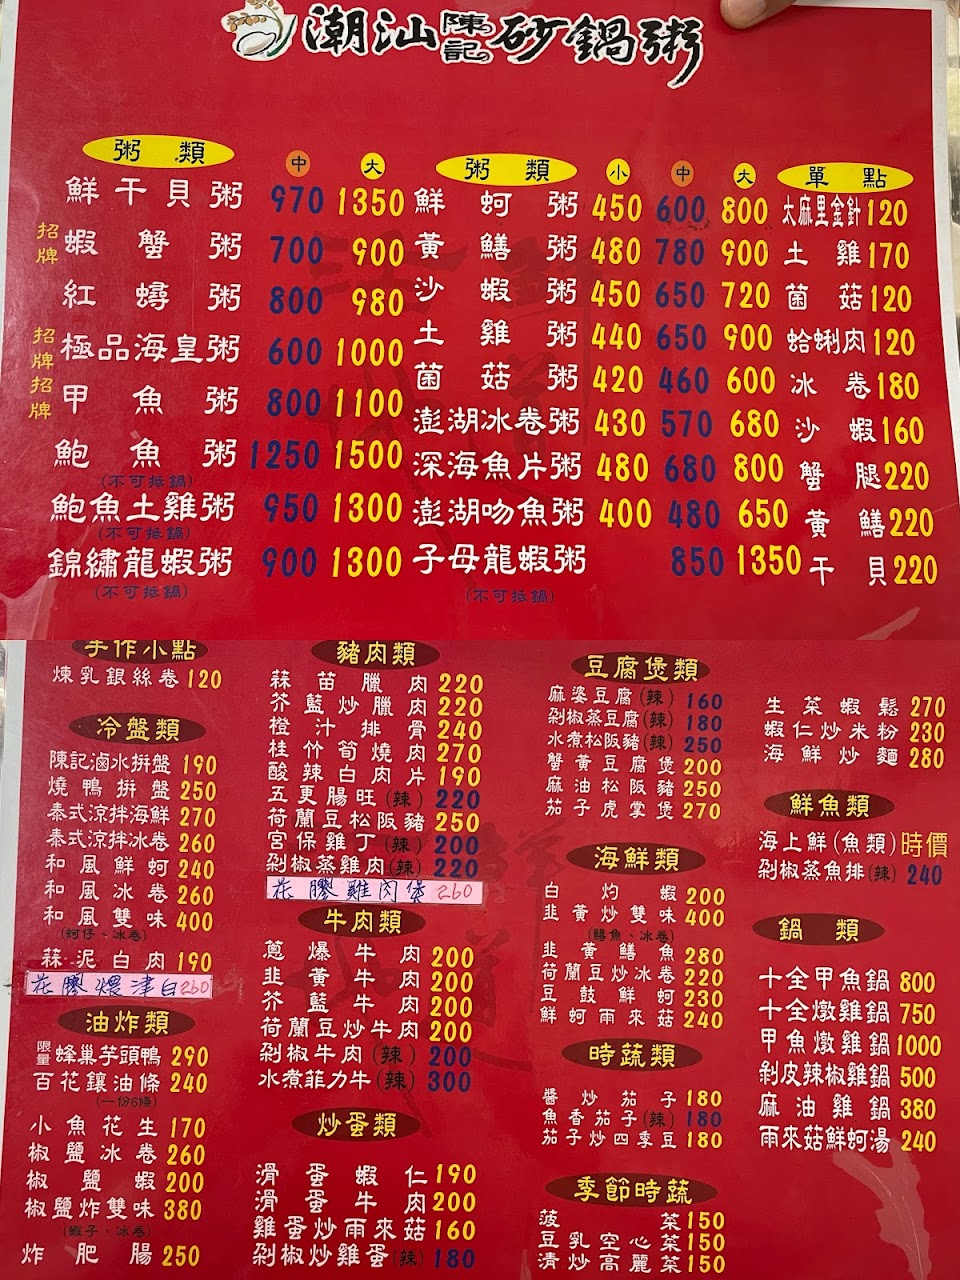 潮汕陳記砂鍋粥
粥類 中 大
鮮干貝粥 970 1350
招牌 蝦蟹粥 700 900
紅蟳粥 800 980
招牌 極品海皇粥 600 1000
招牌 甲魚粥 800 1100
鮑魚粥 1250 1500
(不可抵鍋)
鮑魚土雞粥 950 1300
(不可抵鍋)
錦繡龍蝦粥 900 1300
(不可抵鍋)
粥類 小 中 大
鮮蚵粥 450 600 800
黃鱔粥 480 780 900
沙蝦粥 450 650 720
土雞粥 440 650 900
菌菇粥 420 460 600
澎湖冰卷粥 430 570 680
深海魚片粥 480 680 800
澎湖吻魚粥 400 480 650
子母龍蝦粥 850 1350
(不可抵鍋)
單點
太麻里金針 120
土雞 170
菌菇 120
蛤蜊肉 120
冰卷 180
沙蝦 160
蟹腿 220
黃鱔 220
干貝 220
手作小點
煉乳銀絲卷 120
冷盤類
陳記滷水拼盤 190
燒鴨拼盤 250
泰式涼拌海鮮 270
泰式涼拌冰卷 260
和風鮮蚵 240
和風冰卷 260
和風雙味 400
(蚵仔、冰卷)
蒜泥白肉 190
花膠煨津白 260
油炸類
限量 蜂巢芋頭鴨 290
百花鑲油條 240
(一份6條)
小魚花生 170
椒鹽冰卷 260
椒鹽蝦 200
椒鹽炸雙味 380
(蝦子、冰卷)
炸肥腸 250
豬肉類
蒜苗臘肉 220
芥藍炒臘肉 220
橙汁排骨 240
桂竹筍燒肉 270
酸辣白肉片 190
五更腸旺(辣) 220
荷蘭豆松阪豬 250
宮保雞丁(辣) 200
剁椒蒸雞肉(辣) 220
花膠雞肉煲 260
牛肉類
蔥爆牛肉 200
韭黃牛肉 200
芥藍牛肉 200
荷蘭豆炒牛肉 200
剁椒牛肉(辣) 200
水煮菲力牛(辣) 300
炒蛋類
滑蛋蝦仁 190
滑蛋牛肉 200
雞蛋炒雨來菇 160
剁椒炒雞蛋(辣) 180
豆腐煲類
麻婆豆腐(辣) 160
剁椒蒸豆腐(辣) 180
水煮松阪豬(辣) 250
蟹黃豆腐煲 200
麻油松阪豬 250
茄子虎掌煲 270
海鮮類
白灼蝦 200
韭黃炒雙味 400
(鱔魚、冰卷)
韭黃鱔魚 280
荷蘭豆炒冰卷 220
豆鼓鮮蚵 230
鮮蚵雨來菇 240
時蔬類
醬炒茄子 180
魚香茄子(辣) 180
茄子炒四季豆 180
季節時蔬
菠菜 150
豆乳空心菜 150
清炒高麗菜 150
生菜蝦鬆 270
蝦仁炒米粉 230
海鮮炒麵 280
鮮魚類
海上鮮(魚類)時價
剁椒蒸魚排(辣) 240
鍋類
十全甲魚鍋 800
十全燉雞鍋 750
甲魚燉雞鍋 1000
剝皮辣椒雞鍋 500
麻油雞鍋 380
雨來菇鮮蚵湯 240